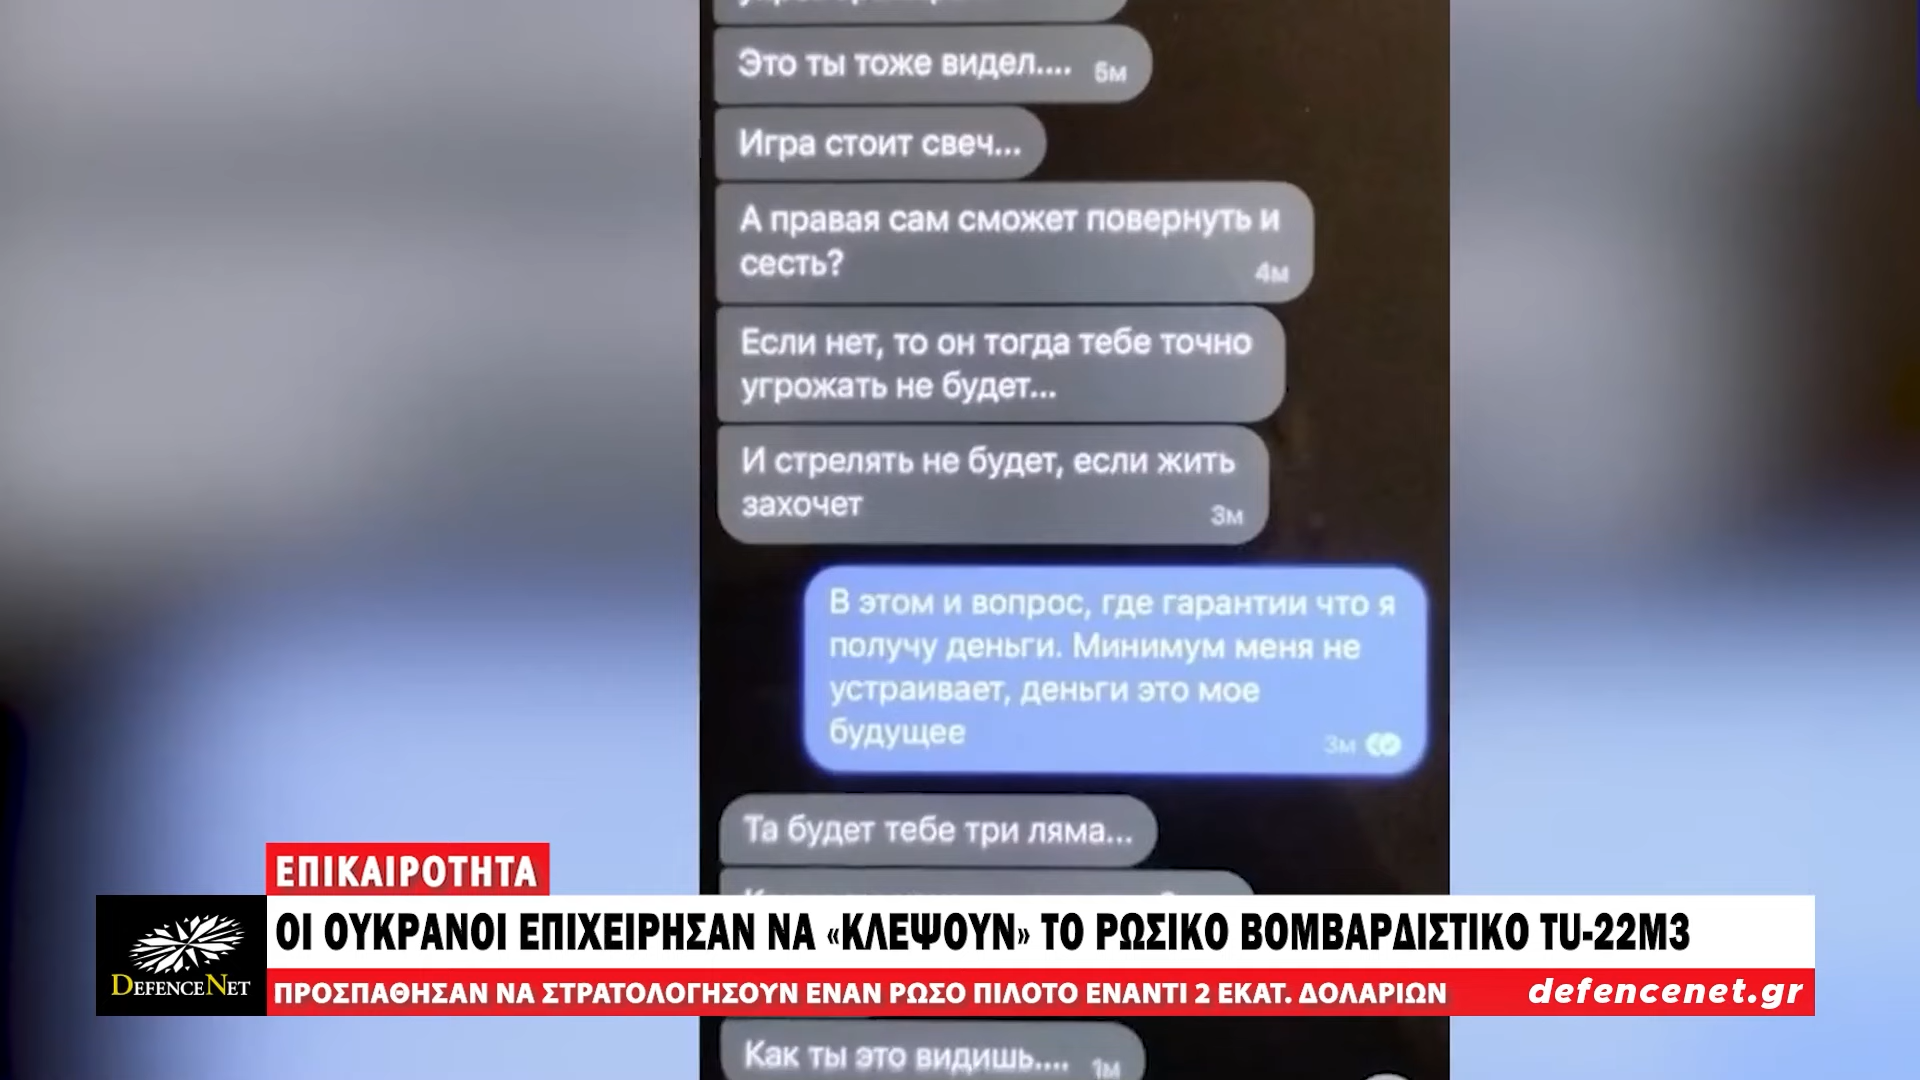 Это ты тоже видел.... 5м
Игра стоит свеч...
А правая сам сможет повернуть и
сесть? 4м
Если нет, то он тогда тебе точно
угрожать не будет...
И стрелять не будет, если жить
захочет 3м
В этом и вопрос, где гарантии что я
получу деньги. Минимум меня не
устраивает, деньги это мое
будущее 3м
Та будет тебе три ляма...
ΕΠΙΚΑΙΡΟΤΗΤΑ
ΟΙ ΟΥΚΡΑΝΟΙ ΕΠΙΧΕΙΡΗΣΑΝ ΝΑ «ΚΛΕΨΟΥΝ» ΤΟ ΡΩΣΙΚΟ ΒΟΜΒΑΡΔΙΣΤΙΚΟ TU-22M3
DEFENCENET
ΠΡΟΣΠΑΘΗΣΑΝ ΝΑ ΣΤΡΑΤΟΛΟΓΗΣΟΥΝ ΕΝΑΝ ΡΩΣΟ ΠΙΛΟΤΟ ΕΝΑΝΤΙ 2 ΕΚΑΤ. ΔΟΛΑΡΙΩΝ
defencenet.gr
Как ты это видишь.... 1м